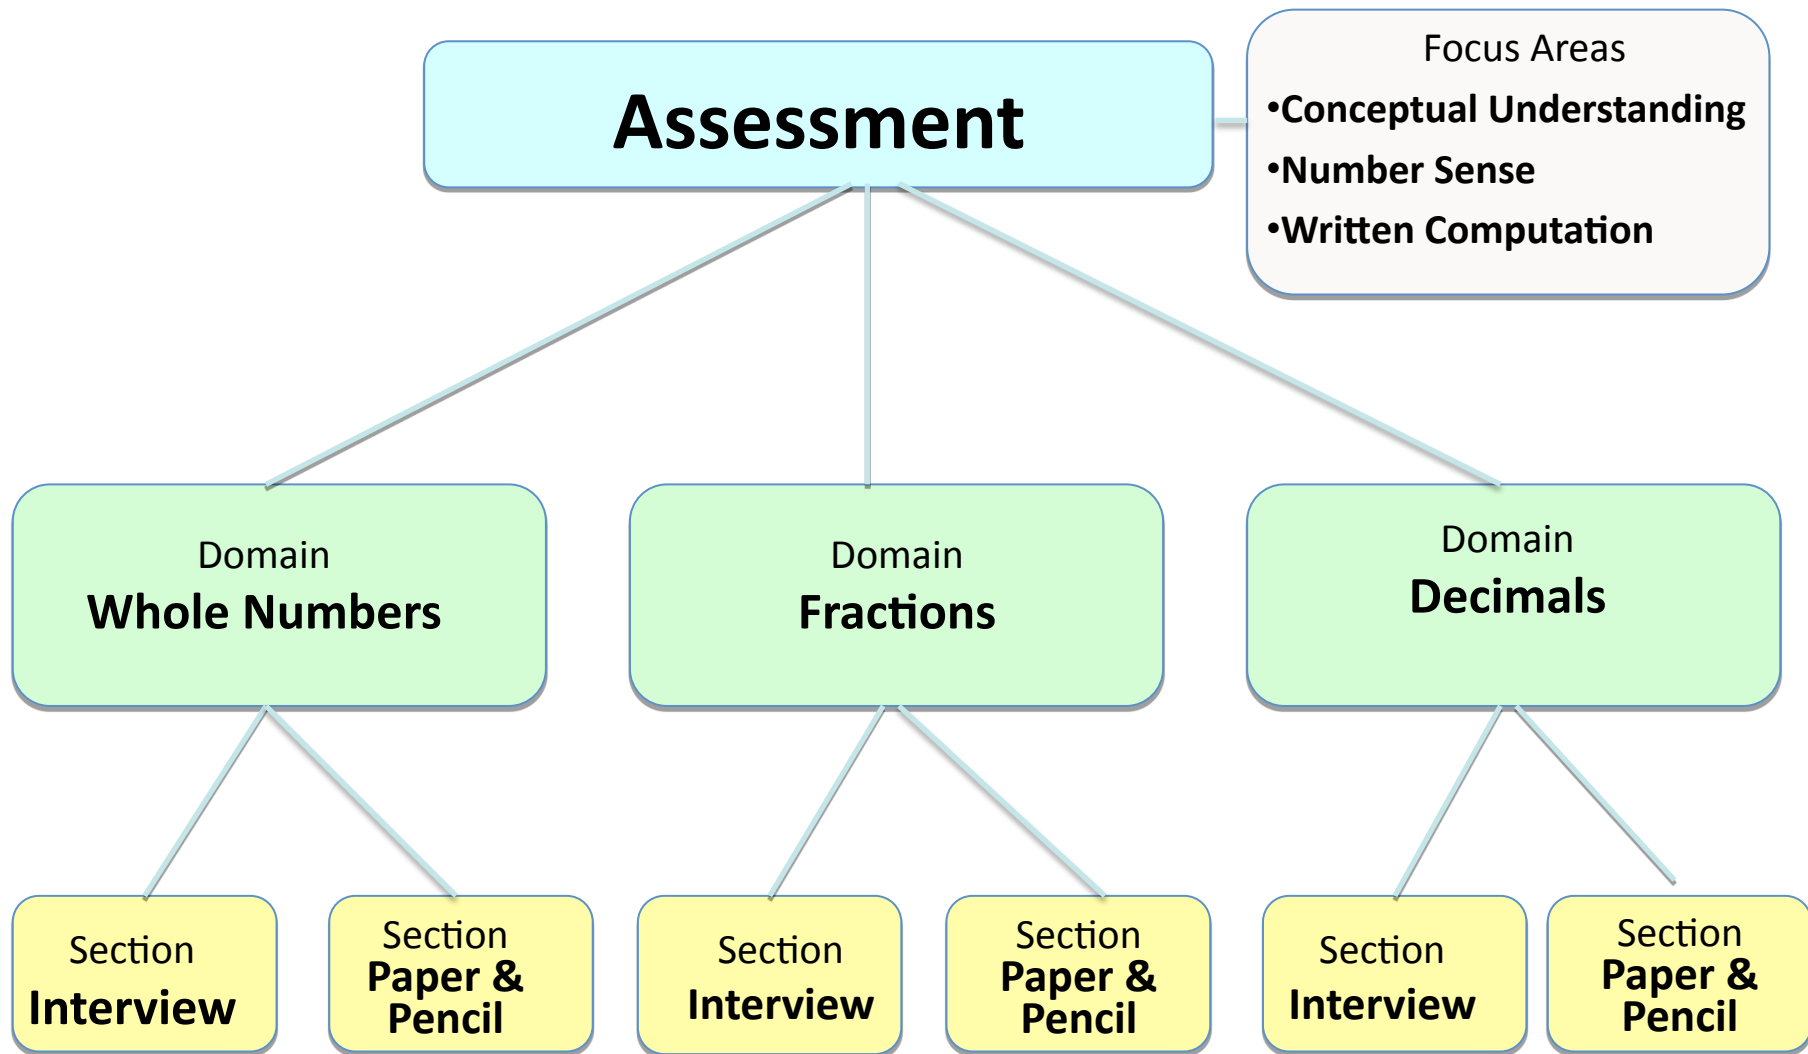 Assessment
Focus Areas
•Conceptual Understanding
•Number Sense
•Written Computation
Domain
Whole Numbers
Domain
Fractions
Domain
Decimals
Section
Interview
Section
Paper &
Pencil
Section
Interview
Section
Paper &
Pencil
Section
Interview
Section
Paper &
Pencil